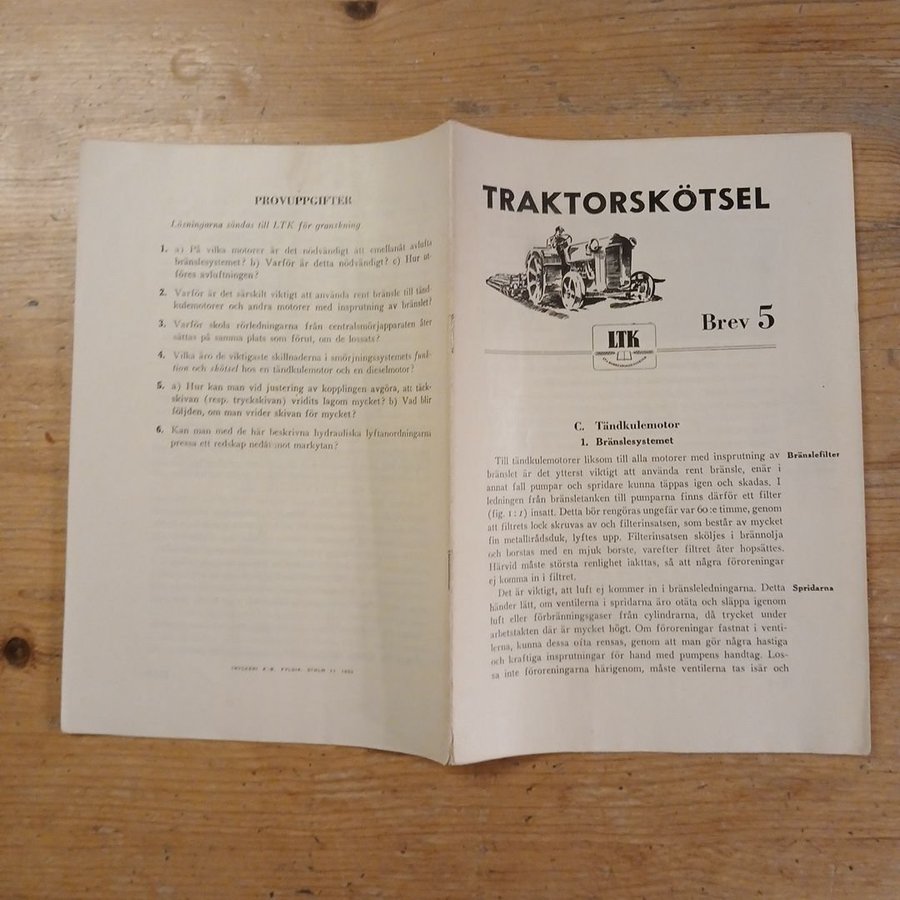 PROVUPPGIFTER
Lösningarna sändas till LTK för granskning
1. a) På vilka motorer är det nödvändigt att emellanåt avlufta
bränslesystemet? b) Varför är detta nödvändigt? c) Hur ut-
föres avluftningen?
2. Varför är det särskilt viktigt att använda rent bränsle till tänd-
kulemotorer och andra motorer med insprutning av bränslet?
3. Varför skola rörledningarna från centralsmörjapparaten åter
sättas på samma plats som förut, om de lossats?
4. Vilka äro de viktigaste skillnaderna i smörjningssystemets funk-
tion och skötsel hos en tändkulemotor och en dieselmotor?
5. a) Hur kan man vid justering av kopplingen avgöra, att täck-
skivan (resp. tryckskivan) vridits lagom mycket? b) Vad blir
följden, om man vrider skivan för mycket?
6. Kan man med de här beskrivna hydrauliska lyftanordningarna
pressa ett redskap nedåt mot markytan?
TRAKTORSKÖTSEL
Brev 5
LTK
C. Tändkulemotor
1. Bränslesystemet
Till tändkulemotorer liksom till alla motorer med insprutning av Bränslefilter
bränslet är det ytterst viktigt att använda rent bränsle, enär i
annat fall pumpar och spridare kunna täppas igen och skadas. I
ledningen från bränsletanken till pumparna finns därför ett filter
(fig. 1 : 1) insatt. Detta bör rengöras ungefär var 60 :e timme, genom
att filtrets lock skruvas av och filterinsatsen, som består av mycket
fin metalltrådsduk, lyftes upp. Filterinsatsen sköljes i brännolja
och borstas med en mjuk borste, varefter filtret åter hopsättes.
Härvid måste största renlighet iakttas, så att några föroreningar
ej komma in i filtret.
Det är viktigt, att luft ej kommer in i bränsleledningarna. Detta Spridarna
händer lätt, om ventilerna i spridarna äro otäta och släppa igenom
luft eller förbränningsgaser från cylindrarna, då trycket under
arbetstakten där är mycket högt. Om föroreningar fastnat i venti-
lerna, kunna dessa ofta rensas, genom att man gör några hastiga
och kraftiga insprutningar för hand med pumpens handtag. Los-
sa inte föroreningarna härigenom, måste ventilerna tas isär och